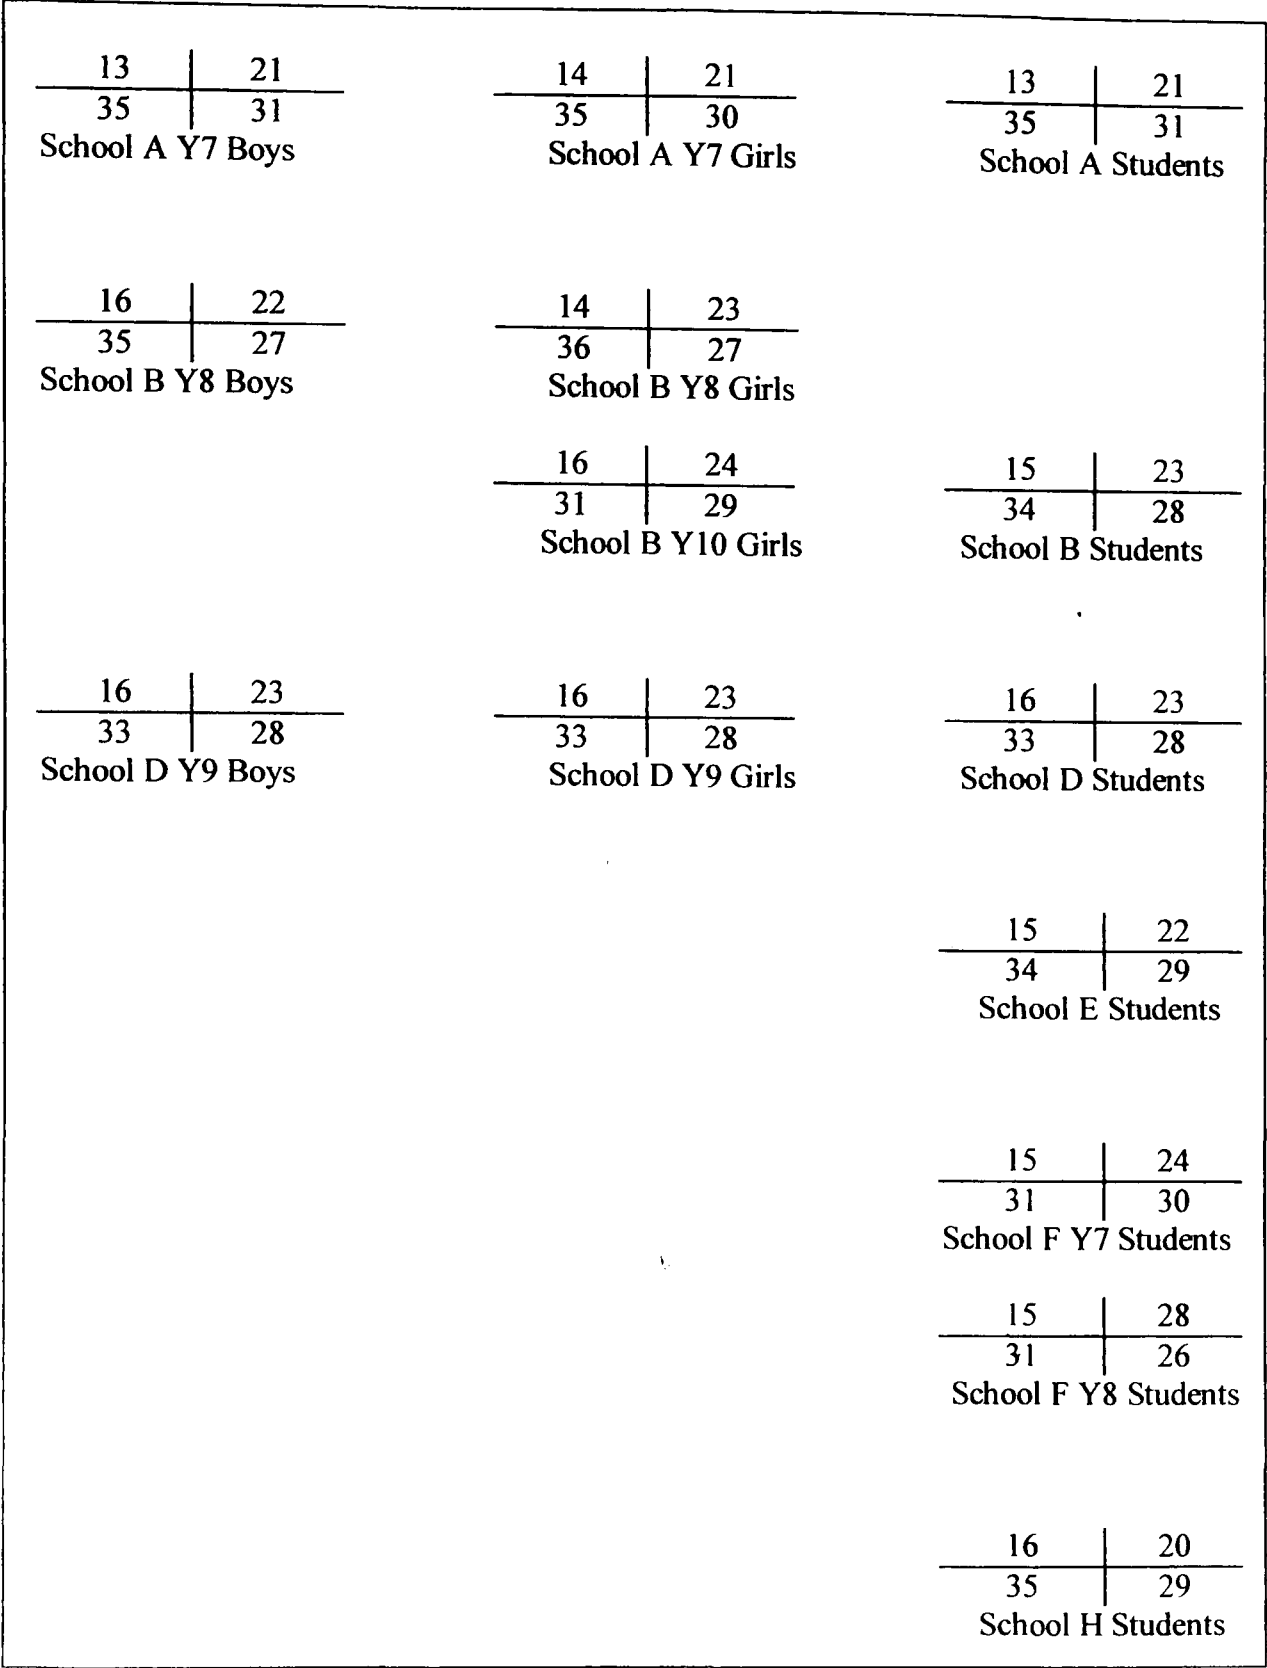 13 21 14 21 13 21
35 31 35 30 35 31
School A Y7 Boys School A Y7 Girls School A Students
16 22 14 23
35 27 36 27
School B Y8 Boys School B Y8 Girls
16 24 15 23
31 29 34 28
School B Y10 Girls School B Students
16 23 16 23 16 23
33 28 33 28 33 28
School D Y9 Boys School D Y9 Girls School D Students
15 22
34 29
School E Students
15 24
31 30
School F Y7 Students
15 28
31 26
School F Y8 Students
16 20
35 29
School H Students